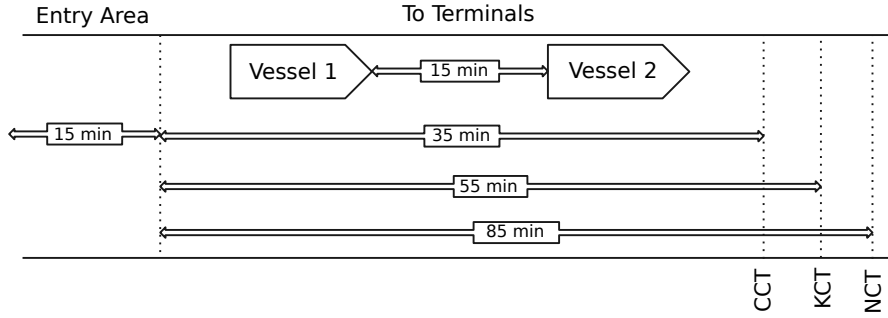 Entry Area
To Terminals
Vessel 1
15 min
Vessel 2
15 min
35 min
55 min
85 min
CCT
KCT
NCT